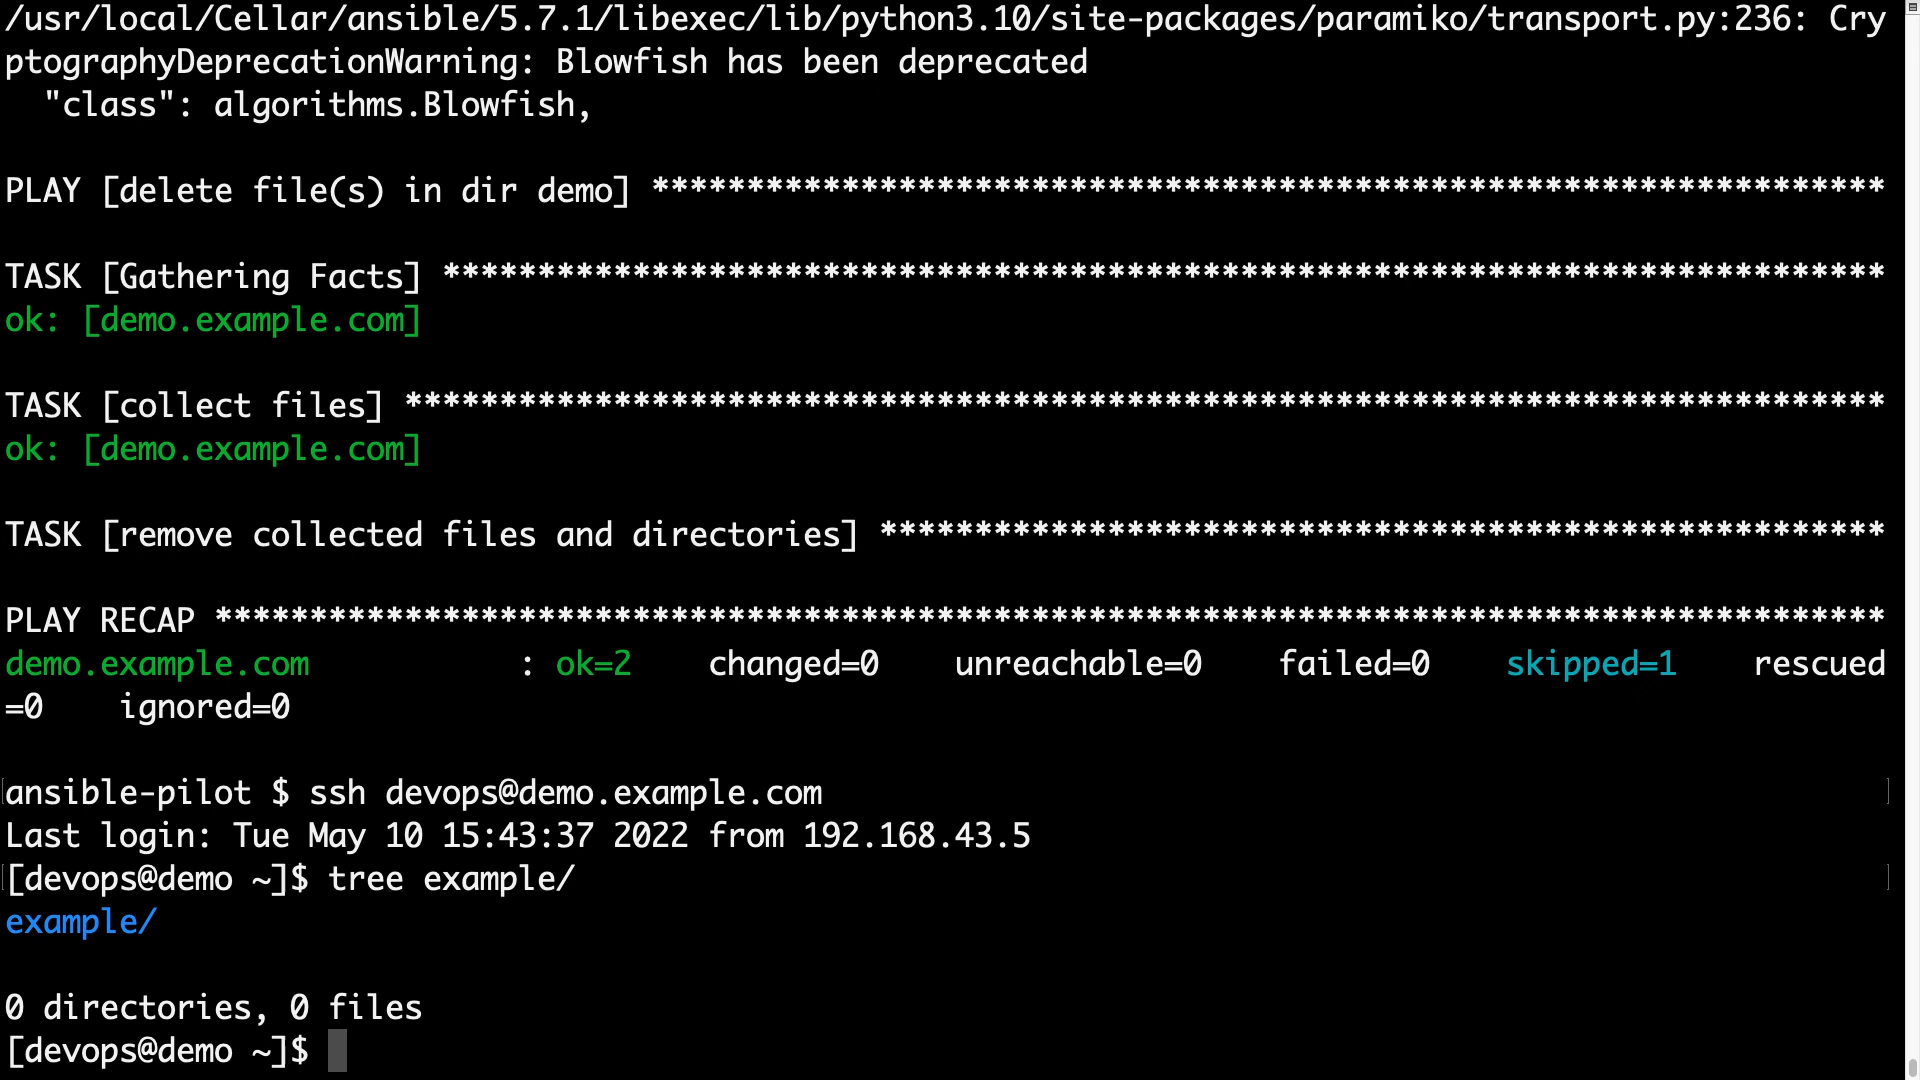 /usr/local/Cellar/ansible/5.7.1/libexec/lib/python3.10/site-packages/paramiko/transport.py:236: Cry
ptographyDeprecationWarning: Blowfish has been deprecated
  "class": algorithms.Blowfish,
PLAY [delete file(s) in dir demo] *****************************************************************
TASK [Gathering Facts] ****************************************************************************
ok: [demo.example.com]
TASK [collect files] ******************************************************************************
ok: [demo.example.com]
TASK [remove collected files and directories] *****************************************************
PLAY RECAP ****************************************************************************************
demo.example.com           : ok=2    changed=0    unreachable=0    failed=0    skipped=1    rescued
=0    ignored=0
ansible-pilot $ ssh devops@demo.example.com
Last login: Tue May 10 15:43:37 2022 from 192.168.43.5
[devops@demo ~]$ tree example/
example/
0 directories, 0 files
[devops@demo ~]$